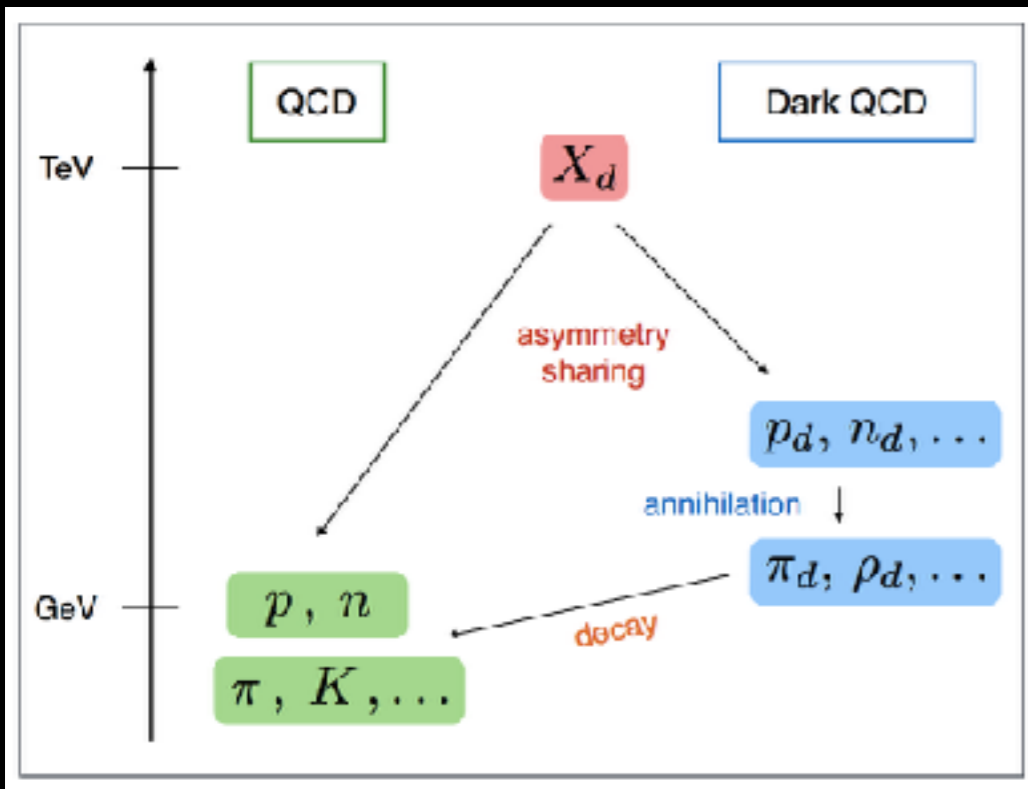 QCD
Dark QCD
TeV
X_d
asymmetry
sharing
p_d, n_d, ...
annihilation
π_d, ρ_d, ...
GeV
p, n
decay
π, K, ...